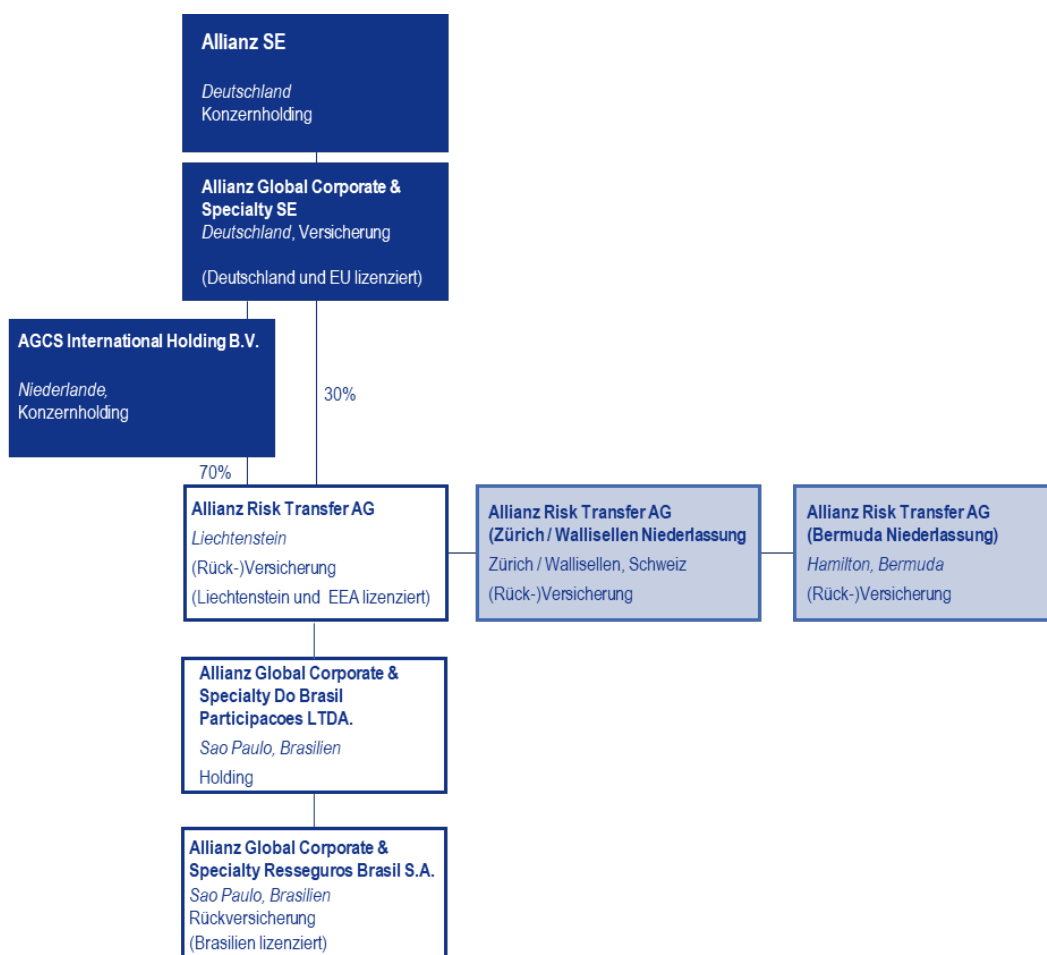 Allianz SE
Deutschland
Konzernholding
Allianz Global Corporate &
Specialty SE
Deutschland, Versicherung
(Deutschland und EU lizenziert)
AGCS International Holding B.V.
Niederlande,
Konzernholding
30%
70%
Allianz Risk Transfer AG
Liechtenstein
(Rück-)Versicherung
(Liechtenstein und EEA lizenziert)
Allianz Risk Transfer AG
(Zürich / Wallisellen Niederlassung
Zürich / Wallisellen, Schweiz
(Rück-)Versicherung
Allianz Risk Transfer AG
(Bermuda Niederlassung)
Hamilton, Bermuda
(Rück-)Versicherung
Allianz Global Corporate &
Specialty Do Brasil
Participacoes LTDA.
Sao Paulo, Brasilien
Holding
Allianz Global Corporate &
Specialty Resseguros Brasil S.A.
Sao Paulo, Brasilien
Rückversicherung
(Brasilien lizenziert)